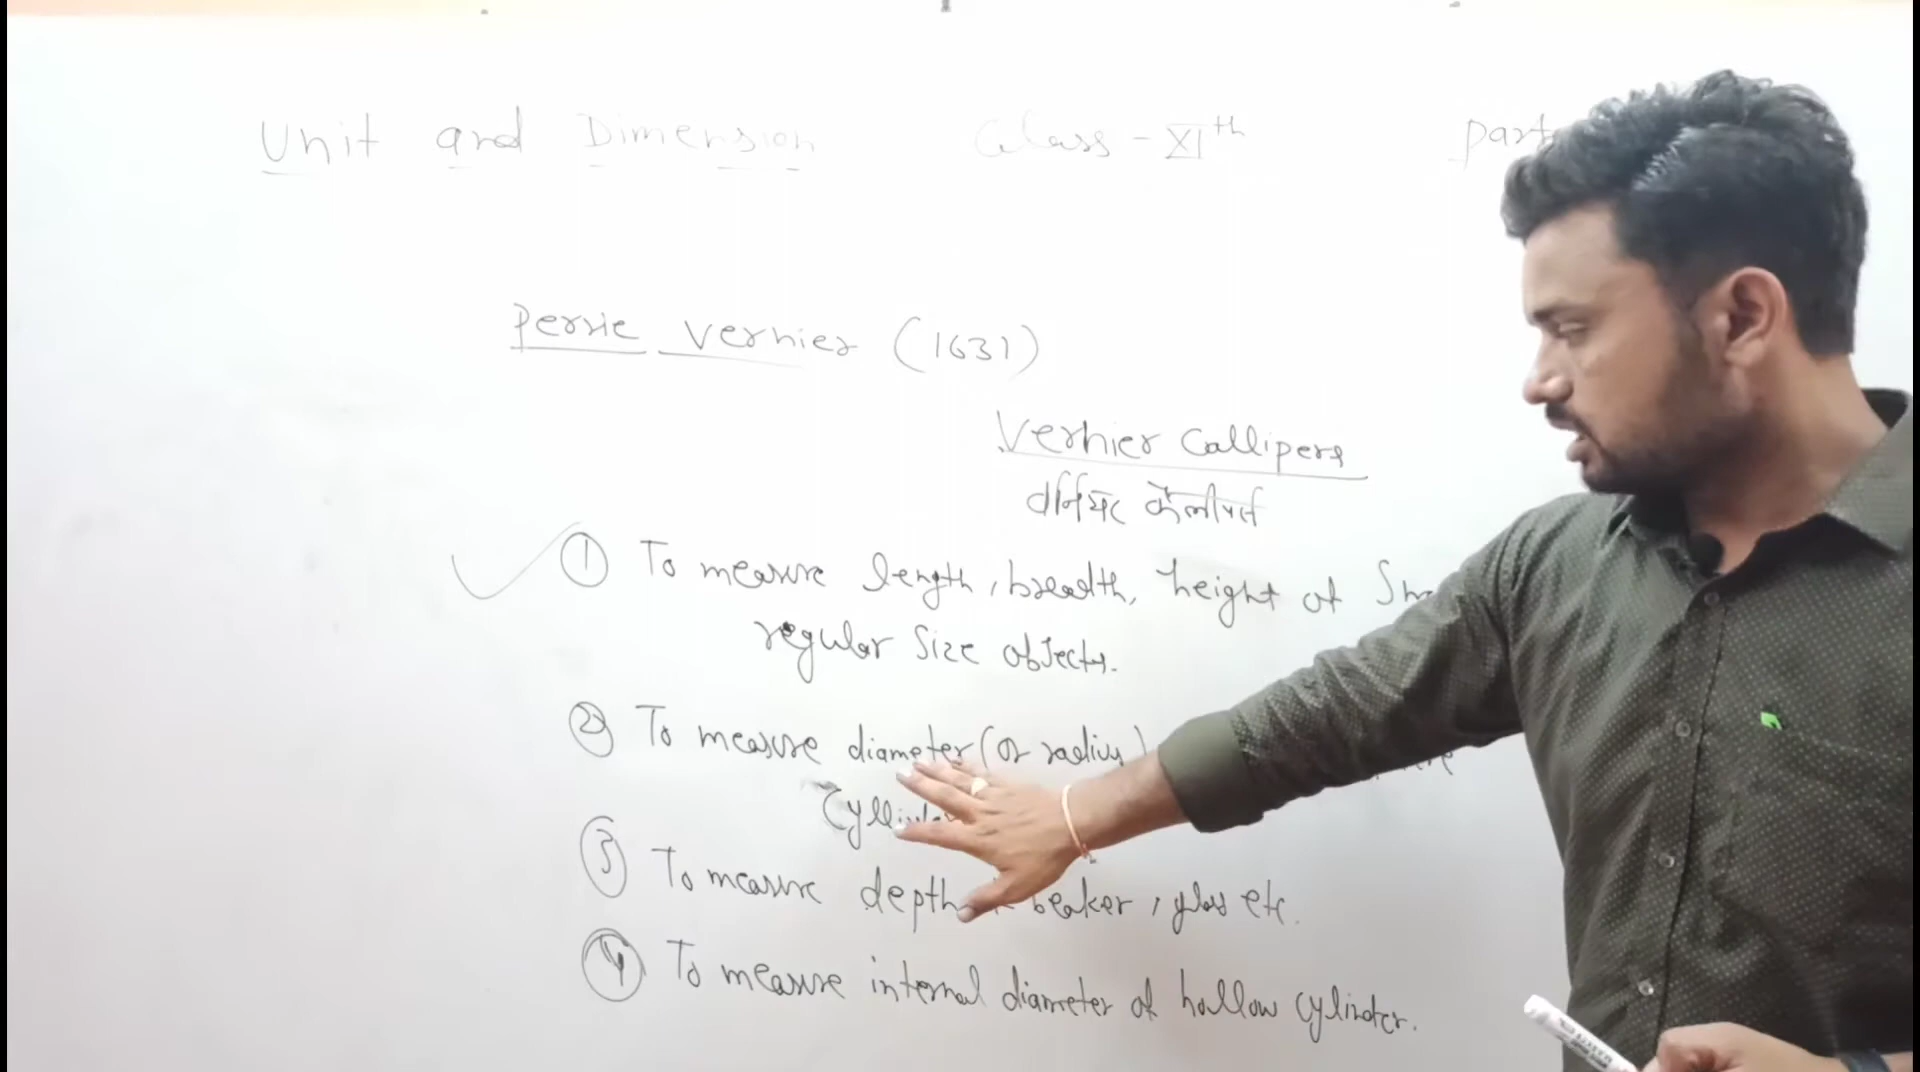 Unit and Dimension Class - XI th part
Persie Vernier (1631)
Vernier Callipers
वर्नियर कैलीपर्स
① To measure length, breadth, height of
regular size objects.
② To measure diameter (or radius)
③ To measure depth beaker, glass etc.
④ To measure internal diameter of hollow cylinder.